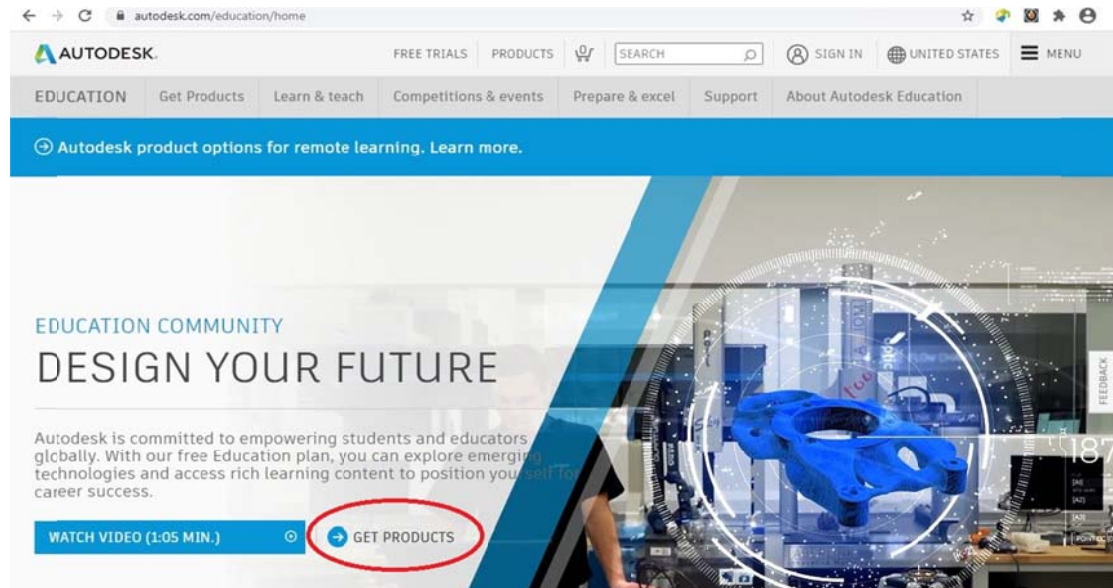 autodesk.com/education/home
AUTODESK.
FREE TRIALS
PRODUCTS
SEARCH
SIGN IN
UNITED STATES
MENU
EDUCATION
Get Products
Learn & teach
Competitions & events
Prepare & excel
Support
About Autodesk Education
Autodesk product options for remote learning. Learn more.
EDUCATION COMMUNITY
DESIGN YOUR FUTURE
Autodesk is committed to empowering students and educators
globally. With our free Education plan, you can explore emerging
technologies and access rich learning content to position yourself for
career success.
WATCH VIDEO (1:05 MIN.)
GET PRODUCTS
FEEDBACK
187
[A2]